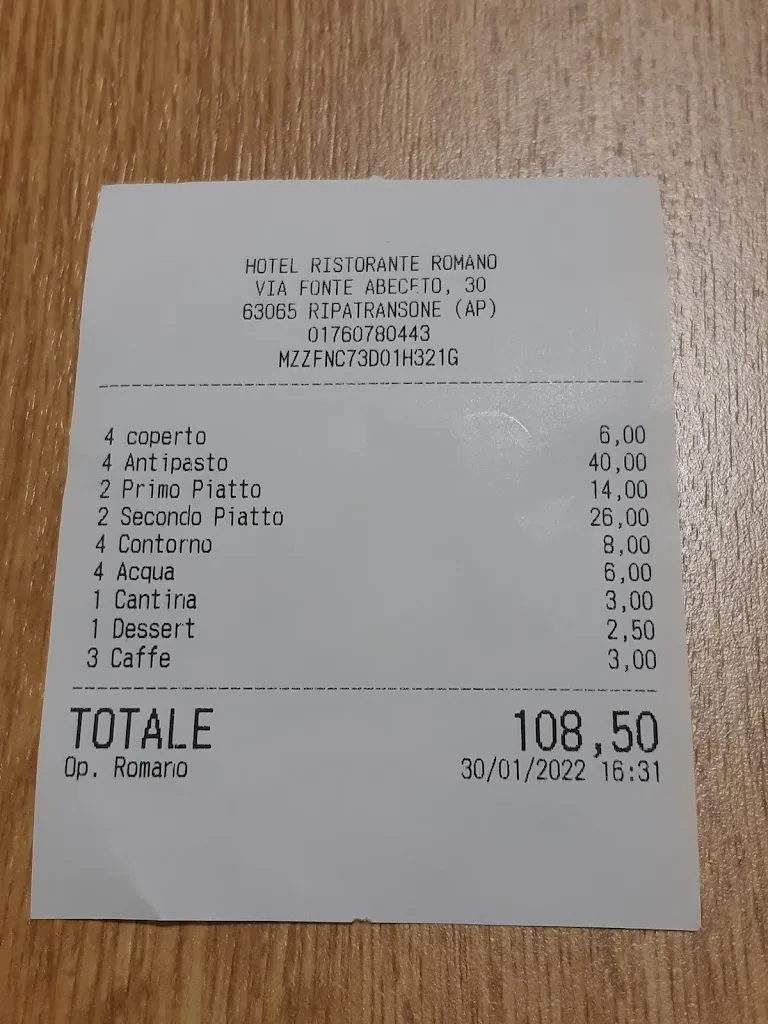 HOTEL RISTORANTE ROMANO
VIA FONTE ABECETO, 30
63065 RIPATRANSONE (AP)
01760780443
MZZFNC73D01H321G
4 coperto 6,00
4 Antipasto 40,00
2 Primo Piatto 14,00
2 Secondo Piatto 26,00
4 Contorno 8,00
4 Acqua 6,00
1 Cantina 3,00
1 Dessert 2,50
3 Caffe 3,00
TOTALE 108,50
Op. Romano 30/01/2022 16:31